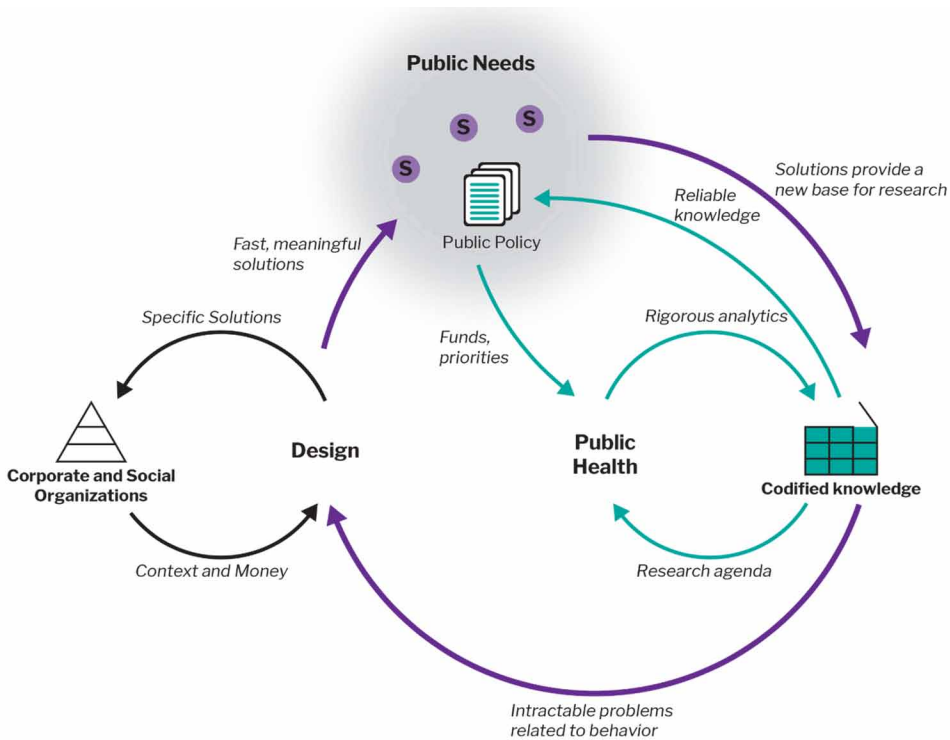 Public Needs
S
S
S
Public Policy
Solutions provide a
new base for research
Reliable
knowledge
Fast, meaningful
solutions
Specific Solutions
Funds,
priorities
Rigorous analytics
Corporate and Social
Organizations
Design
Public
Health
Codified knowledge
Context and Money
Research agenda
Intractable problems
related to behavior